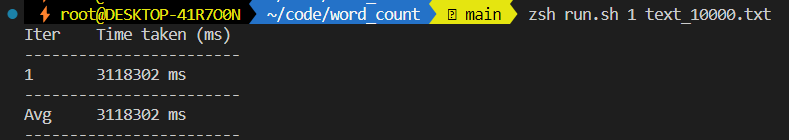 root@DESKTOP-41R7O0N ~/code/word_count main zsh run.sh 1 text_10000.txt
Iter Time taken (ms)
------------------------
1 3118302 ms
------------------------
Avg 3118302 ms
------------------------